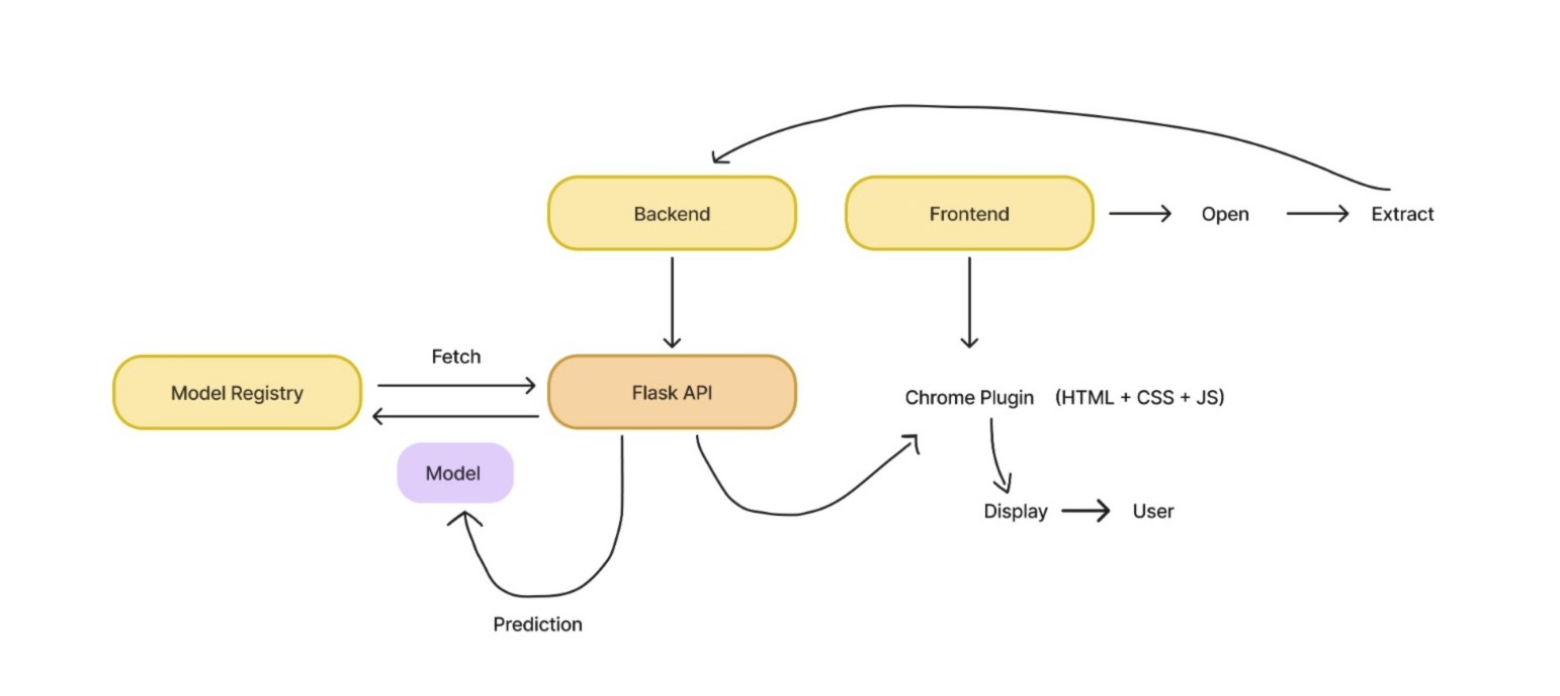 Backend
Frontend
Open
Extract
Fetch
Model Registry
Flask API
Chrome Plugin (HTML + CSS + JS)
Model
Display
User
Prediction